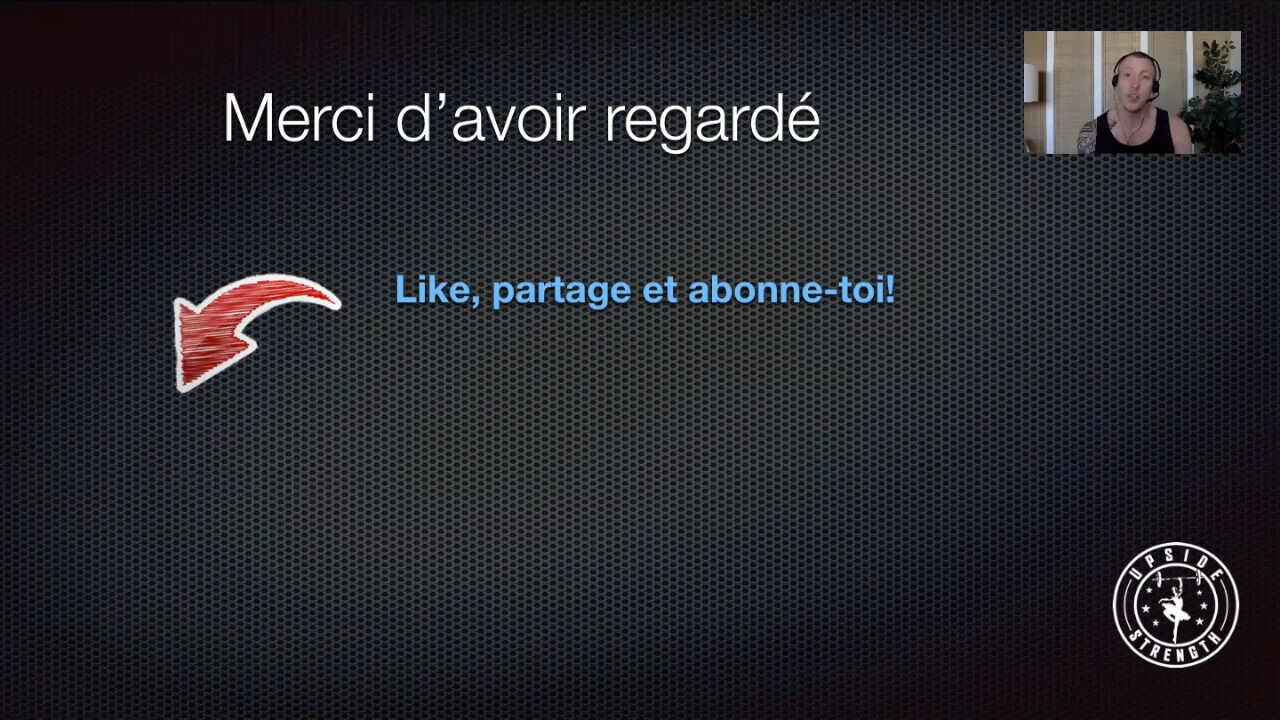 Merci d’avoir regardé
Like, partage et abonne-toi!
UPSIDE
STRENGTH